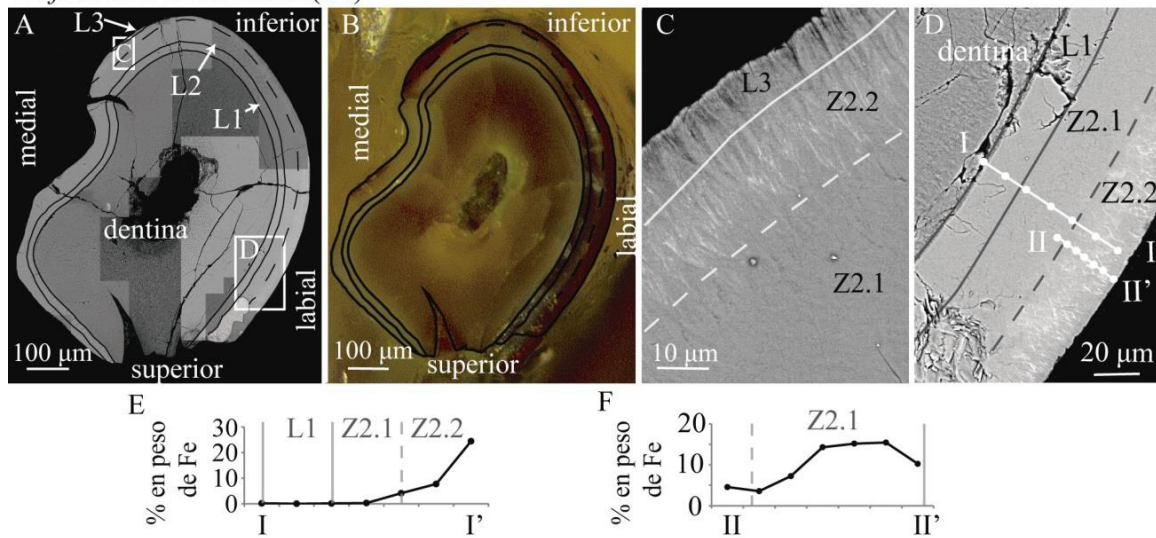 A
L3
C
inferior
L2
L1
medial
dentina
D
labial
100 µm
superior
B
inferior
medial
labial
100 µm
superior
C
L3
Z2.2
Z2.1
10 µm
D
dentina
L1
Z2.1
I
Z2.2
II
I
II'
20 µm
E
% en peso
de Fe
30
20
10
0
L1
Z2.1
Z2.2
I
I'
F
% en peso
de Fe
20
10
0
Z2.1
II
II'